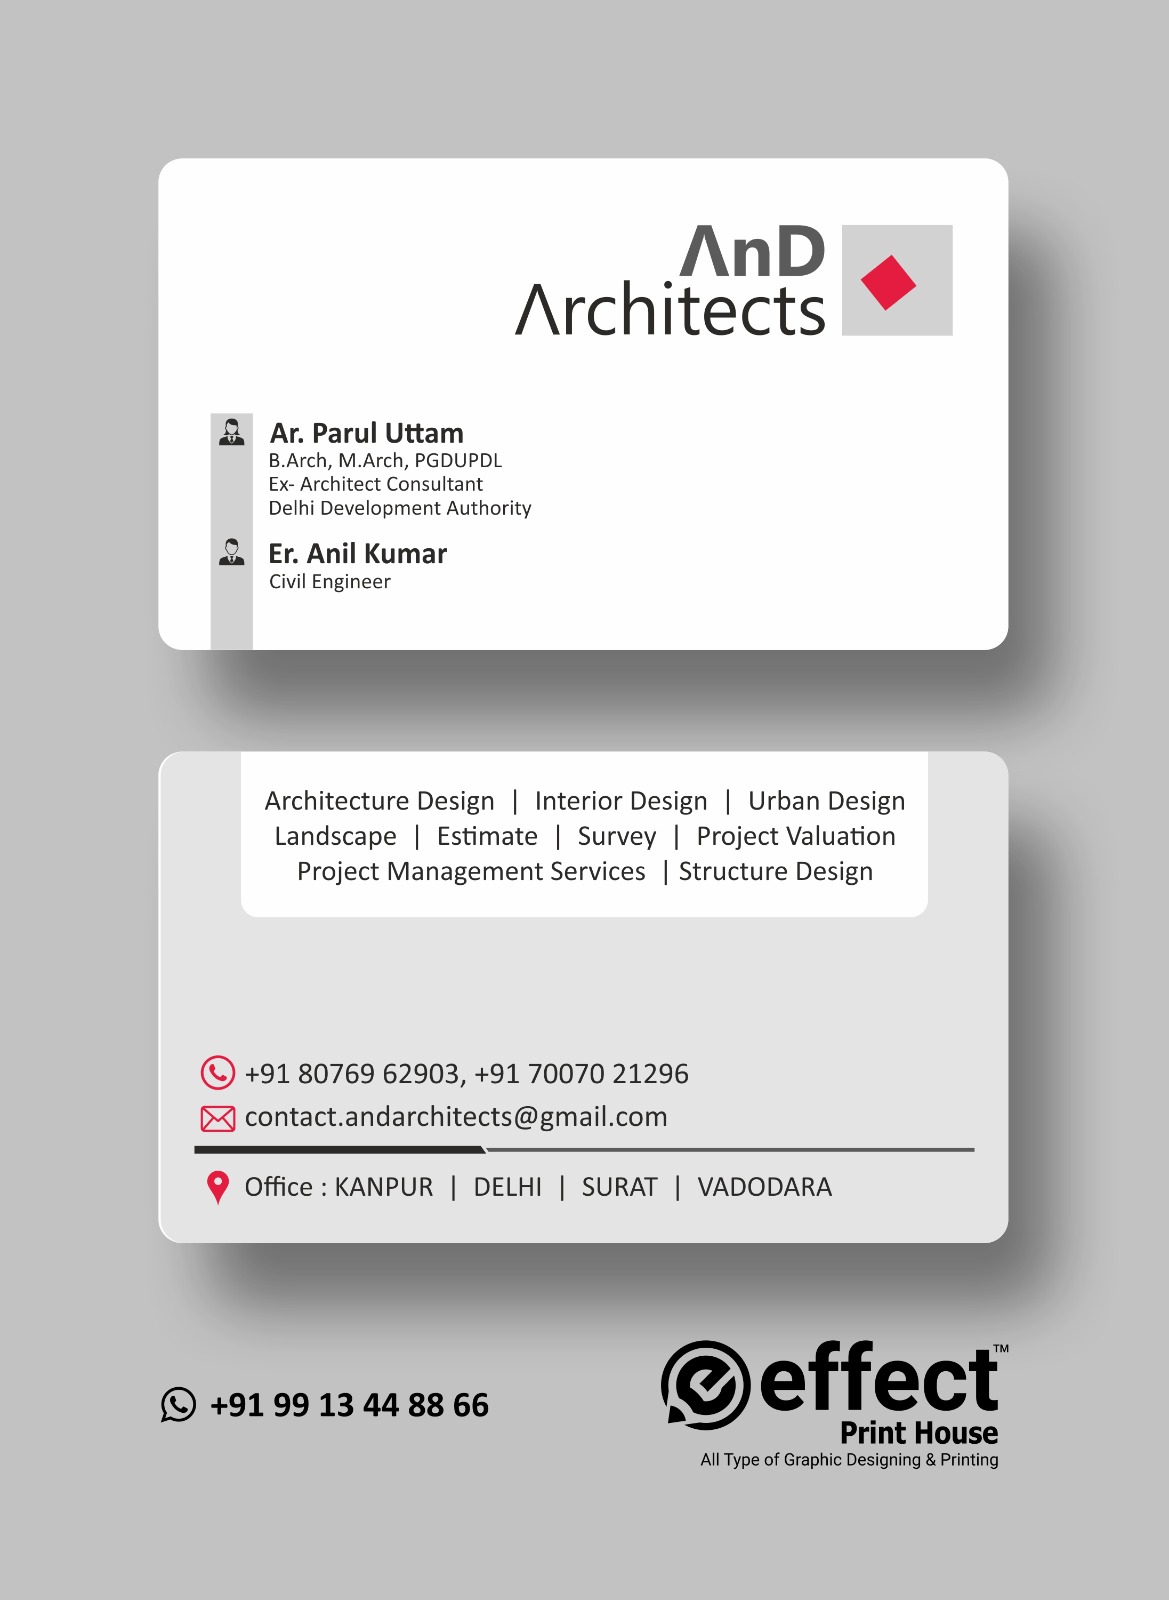 AnD
Architects
Ar. Parul Uttam
B.Arch, M.Arch, PGDUPDL
Ex- Architect Consultant
Delhi Development Authority
Er. Anil Kumar
Civil Engineer
Architecture Design | Interior Design | Urban Design
Landscape | Estimate | Survey | Project Valuation
Project Management Services | Structure Design
+91 80769 62903, +91 70070 21296
contact.andarchitects@gmail.com
Office : KANPUR | DELHI | SURAT | VADODARA
+91 99 13 44 88 66
effect™
Print House
All Type of Graphic Designing & Printing